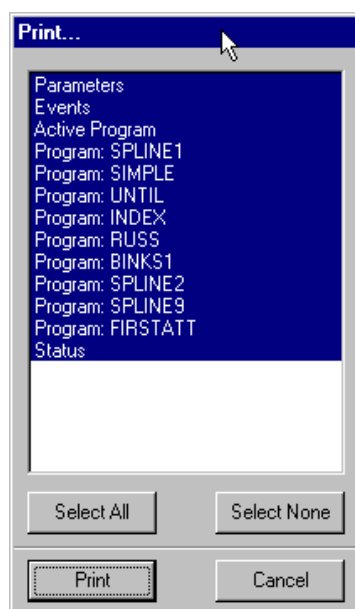 Print...
Parameters
Events
Active Program
Program: SPLINE1
Program: SIMPLE
Program: UNTIL
Program: INDEX
Program: RUSS
Program: BINKS1
Program: SPLINE2
Program: SPLINE9
Program: FIRSTATT
Status
Select All
Select None
Print
Cancel